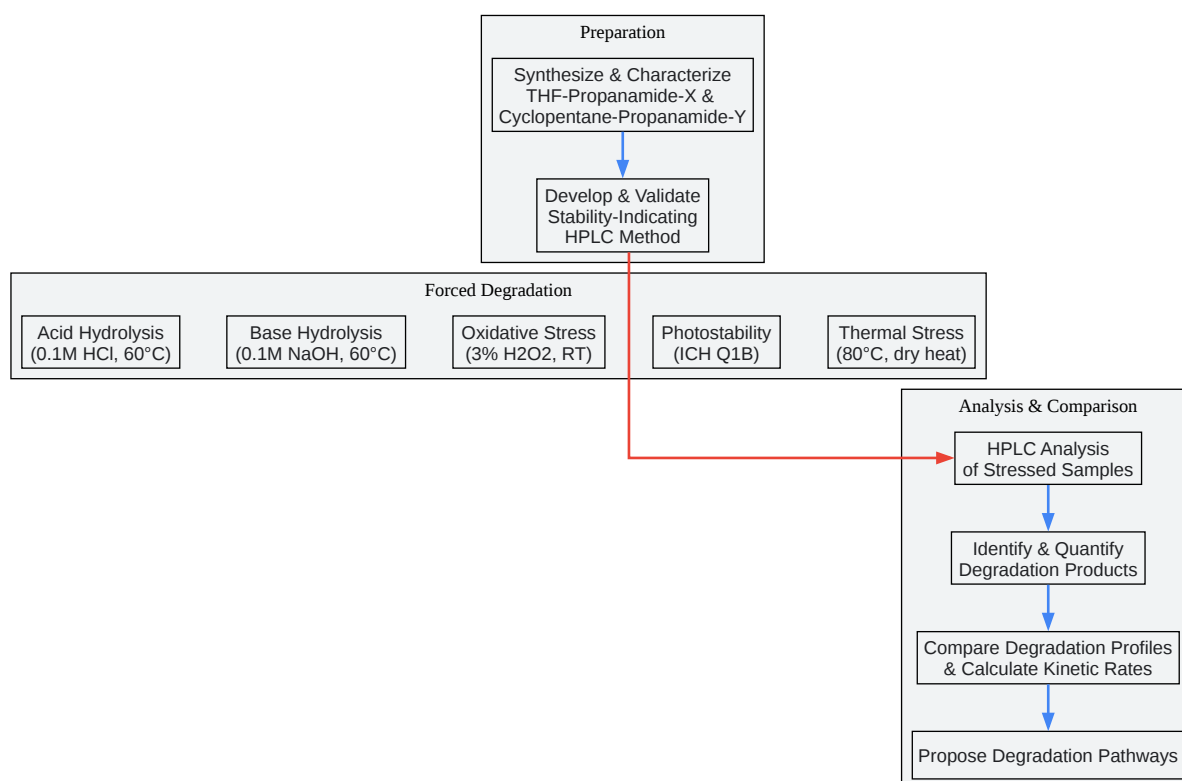 Preparation
Synthesize & Characterize
THF-Propanamide-X &
Cyclopentane-Propanamide-Y
Develop & Validate
Stability-Indicating
HPLC Method
Forced Degradation
Acid Hydrolysis
(0.1M HCl, 60°C)
Base Hydrolysis
(0.1M NaOH, 60°C)
Oxidative Stress
(3% H2O2, RT)
Photostability
(ICH Q1B)
Thermal Stress
(80°C, dry heat)
Analysis & Comparison
HPLC Analysis
of Stressed Samples
Identify & Quantify
Degradation Products
Compare Degradation Profiles
& Calculate Kinetic Rates
Propose Degradation Pathways